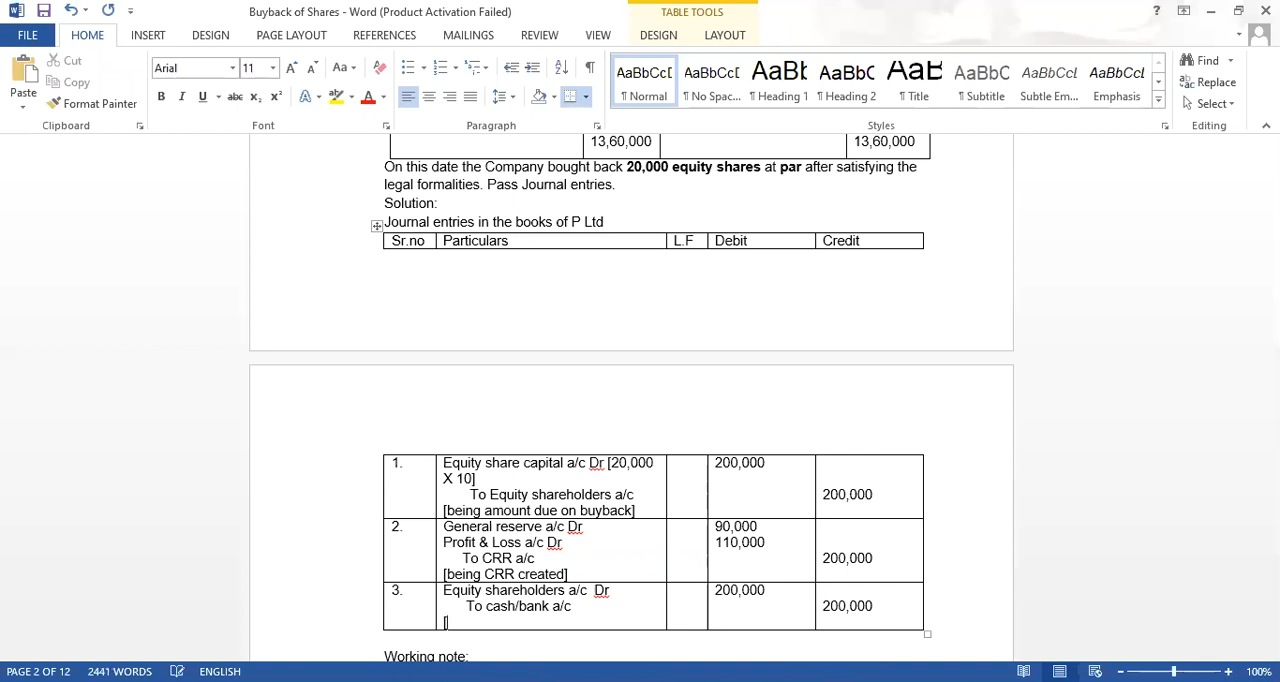 Buyback of Shares - Word (Product Activation Failed)
TABLE TOOLS
FILE HOME INSERT DESIGN PAGE LAYOUT REFERENCES MAILINGS REVIEW VIEW DESIGN LAYOUT
Cut
Copy
Format Painter
Paste
Clipboard
Arial 11
Font
Paragraph
AaBbCcI AaBbCcI AaBb AaBbC AaB AaBbC AaBbCcL AaBbCcL
¶ Normal ¶ No Spac... ¶ Heading 1 ¶ Heading 2 ¶ Title ¶ Subtitle Subtle Em... Emphasis
Styles
Find
Replace
Select
Editing
13,60,000 13,60,000
On this date the Company bought back 20,000 equity shares at par after satisfying the
legal formalities. Pass Journal entries.
Solution:
Journal entries in the books of P Ltd
Sr.no Particulars L.F Debit Credit
1. Equity share capital a/c Dr [20,000 200,000
X 10]
To Equity shareholders a/c 200,000
[being amount due on buyback]
2. General reserve a/c Dr 90,000
Profit & Loss a/c Dr 110,000
To CRR a/c 200,000
[being CRR created]
3. Equity shareholders a/c Dr 200,000
To cash/bank a/c 200,000
[
Working note:
PAGE 2 OF 12 2441 WORDS ENGLISH 100%